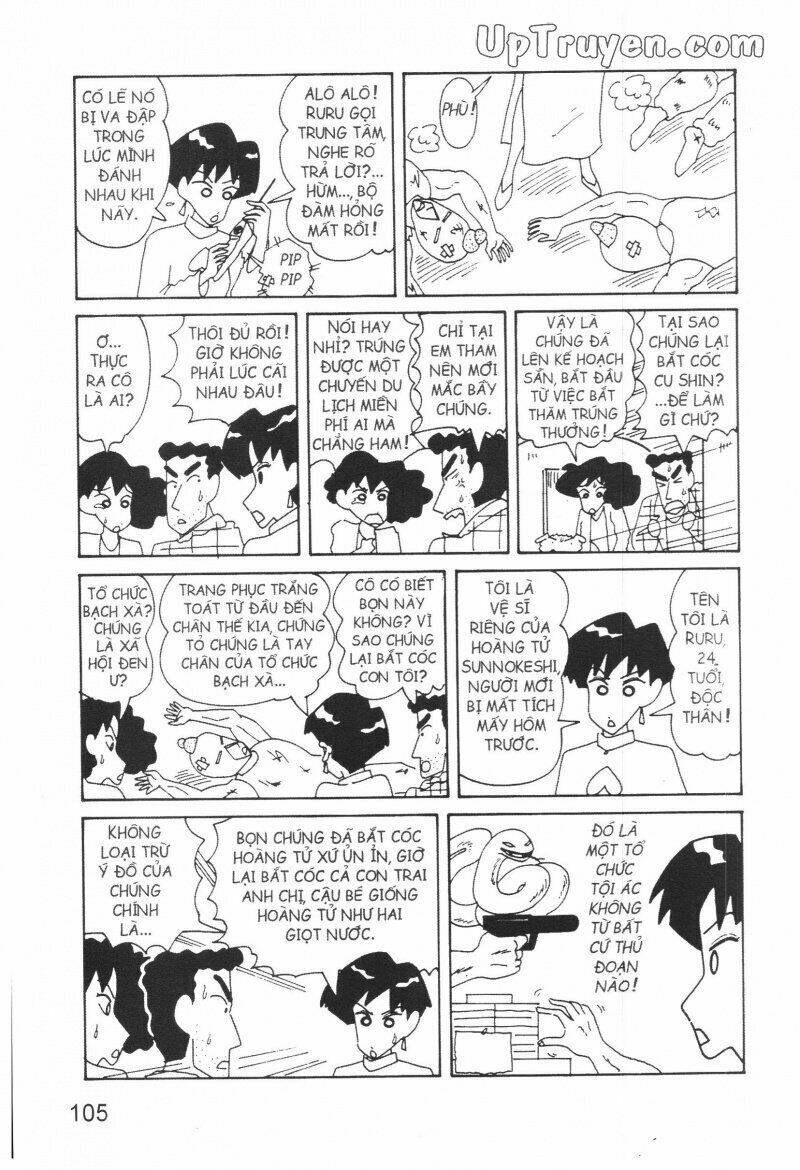 UpTruyen.com
PHÙ!
ALÔ ALÔ!
RURU GỌI
TRUNG TÂM,
NGHE RÕ
TRẢ LỜI?...
HỪM..., BỘ
ĐÀM HỎNG
MẤT RỒI!
PIP
PIP
CÓ LẼ NÓ
BỊ VA ĐẬP
TRONG
LÚC MÌNH
ĐÁNH
NHAU KHI
NÃY.
TẠI SAO
CHÚNG LẠI
BẮT CÓC
CU SHIN?
...ĐỂ LÀM
GÌ CHỨ?
VẬY LÀ
CHÚNG ĐÃ
LÊN KẾ HOẠCH
SẴN, BẮT ĐẦU
TỪ VIỆC BẮT
THĂM TRÚNG
THƯỞNG!
CHỈ TẠI
EM THAM
NÊN MỚI
MẮC BẪY
CHÚNG.
NÓI HAY
NHỈ? TRÚNG
ĐƯỢC MỘT
CHUYẾN DU
LỊCH MIỄN
PHÍ AI MÀ
CHẲNG HAM!
THÔI ĐỦ RỒI!
GIỜ KHÔNG
PHẢI LÚC CÃI
NHAU ĐÂU!
Ơ...
THỰC
RA CÔ
LÀ AI?
TÊN
TÔI LÀ
RURU,
24
TUỔI,
ĐỘC
THÂN!
TÔI LÀ
VỆ SĨ
RIÊNG CỦA
HOÀNG TỬ
SUNNOKESHI,
NGƯỜI MỚI
BỊ MẤT TÍCH
MẤY HÔM
TRƯỚC.
CÔ CÓ BIẾT
BỌN NÀY
KHÔNG? VÌ
SAO CHÚNG
LẠI BẮT CÓC
CON TÔI?
TRANG PHỤC TRẮNG
TOÁT TỪ ĐẦU ĐẾN
CHÂN THẾ KIA, CHỨNG
TỎ CHÚNG LÀ TAY
CHÂN CỦA TỔ CHỨC
BẠCH XÀ...
TỔ CHỨC
BẠCH XÀ?
CHÚNG
LÀ XÃ
HỘI ĐEN
Ư?
ĐÓ LÀ
MỘT TỔ
CHỨC
TỘI ÁC
KHÔNG
TỪ BẤT
CỨ THỦ
ĐOẠN
NÀO!
BỌN CHÚNG ĐÃ BẮT CÓC
HOÀNG TỬ XỨ ỦN ỈN, GIỜ
LẠI BẮT CÓC CẢ CON TRAI
ANH CHỊ, CẬU BÉ GIỐNG
HOÀNG TỬ NHƯ HAI
GIỌT NƯỚC.
KHÔNG
LOẠI TRỪ
Ý ĐỒ CỦA
CHÚNG
CHÍNH
LÀ...
105